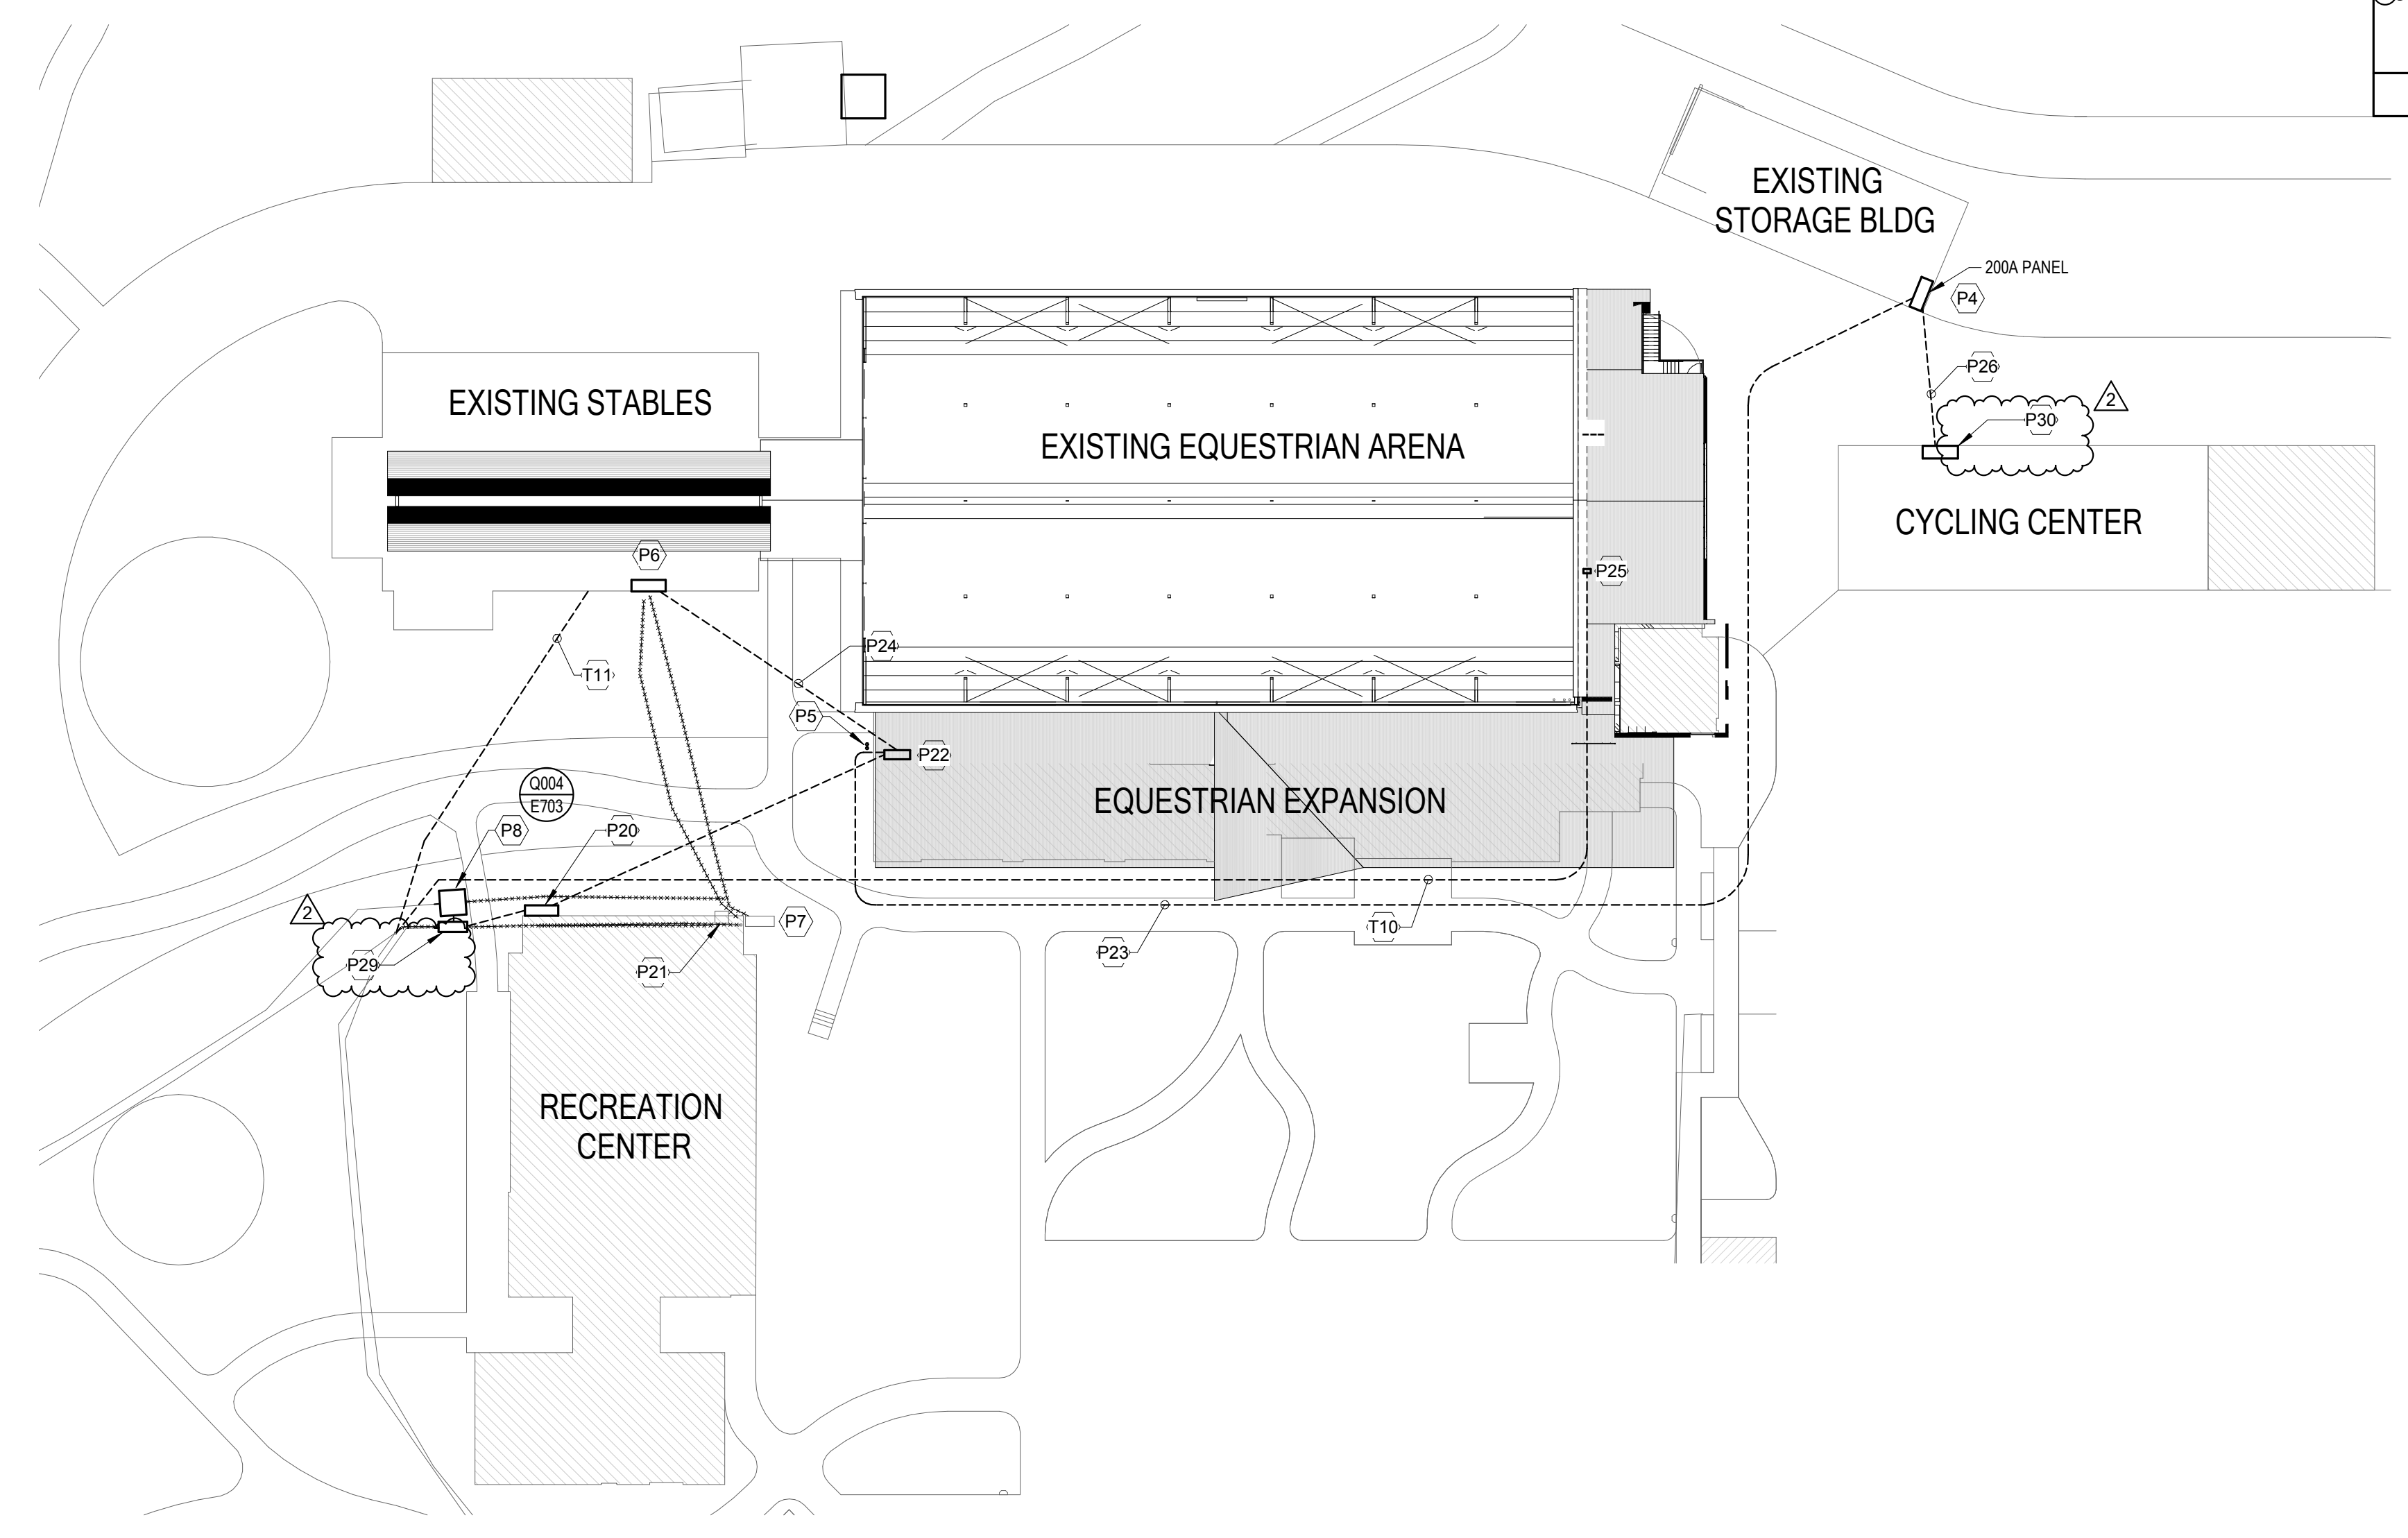 EXISTING
STORAGE BLDG
200A PANEL
P4
P26
2
P30
EXISTING STABLES
EXISTING EQUESTRIAN ARENA
CYCLING CENTER
P6
P25
P24
T11
P5
P22
Q004
E703
EQUESTRIAN EXPANSION
P8
P20
2
P7
T10
P23
P29
P21
RECREATION
CENTER